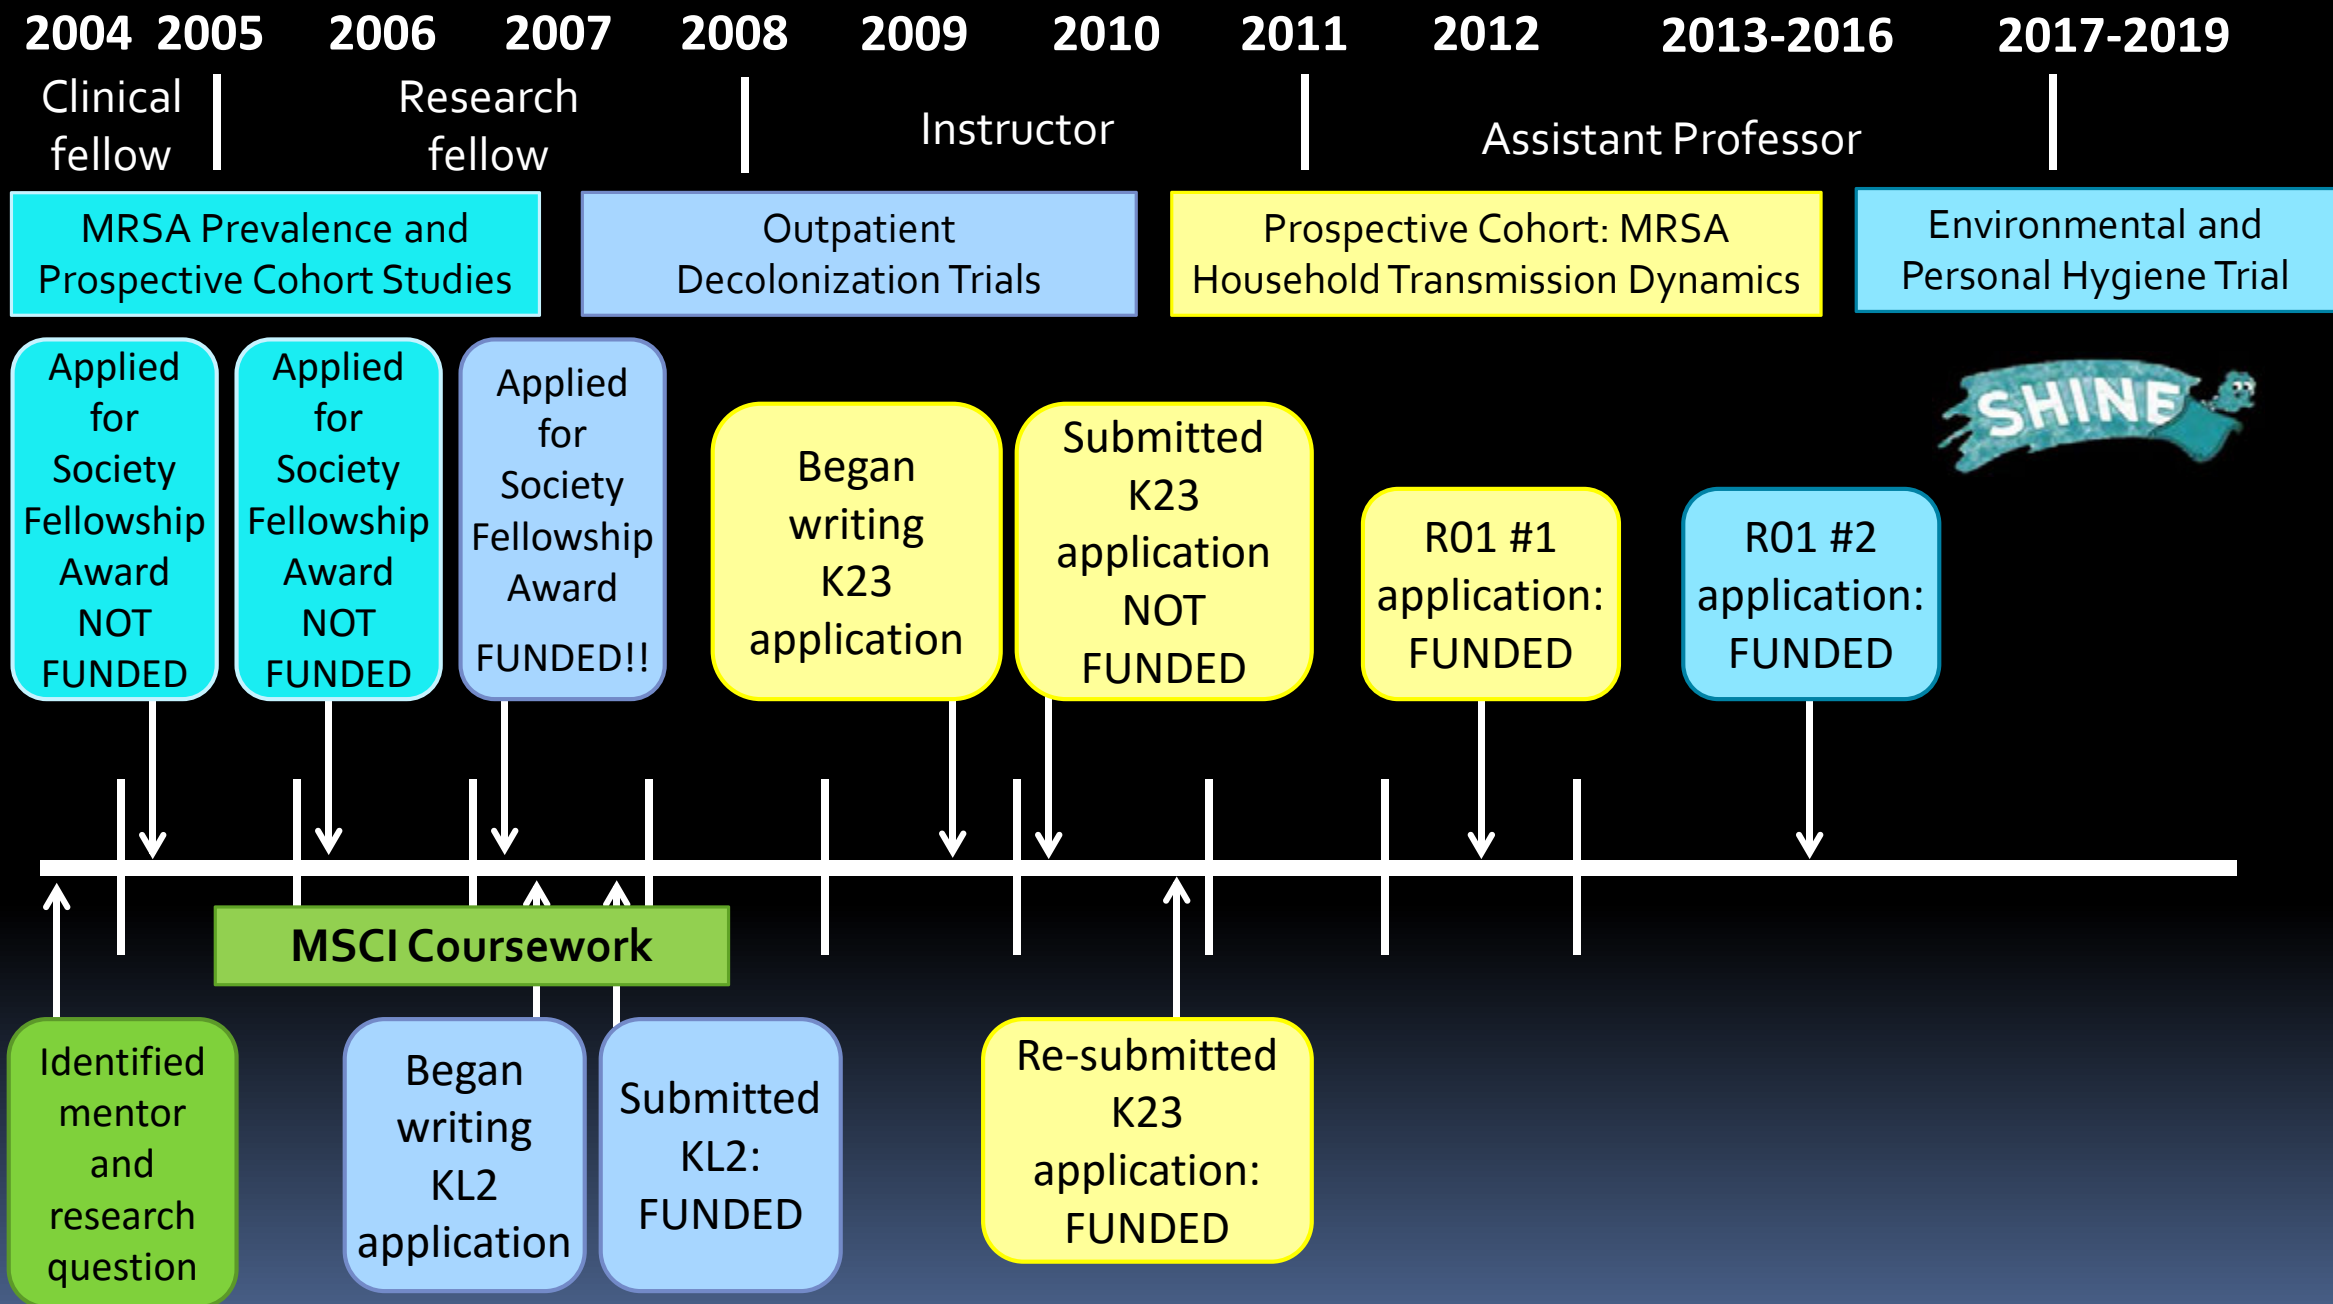 2004 2005 2006 2007 2008 2009 2010 2011 2012 2013-2016 2017-2019
Clinical
fellow
Research
fellow
Instructor
Assistant Professor
MRSA Prevalence and
Prospective Cohort Studies
Outpatient
Decolonization Trials
Prospective Cohort: MRSA
Household Transmission Dynamics
Environmental and
Personal Hygiene Trial
Applied
for
Society
Fellowship
Award
NOT
FUNDED
Applied
for
Society
Fellowship
Award
NOT
FUNDED
Applied
for
Society
Fellowship
Award
FUNDED!!
Began
writing
K23
application
Submitted
K23
application
NOT
FUNDED
R01 #1
application:
FUNDED
R01 #2
application:
FUNDED
SHINE
MSCI Coursework
Identified
mentor
and
research
question
Began
writing
KL2
application
Submitted
KL2:
FUNDED
Re-submitted
K23
application:
FUNDED